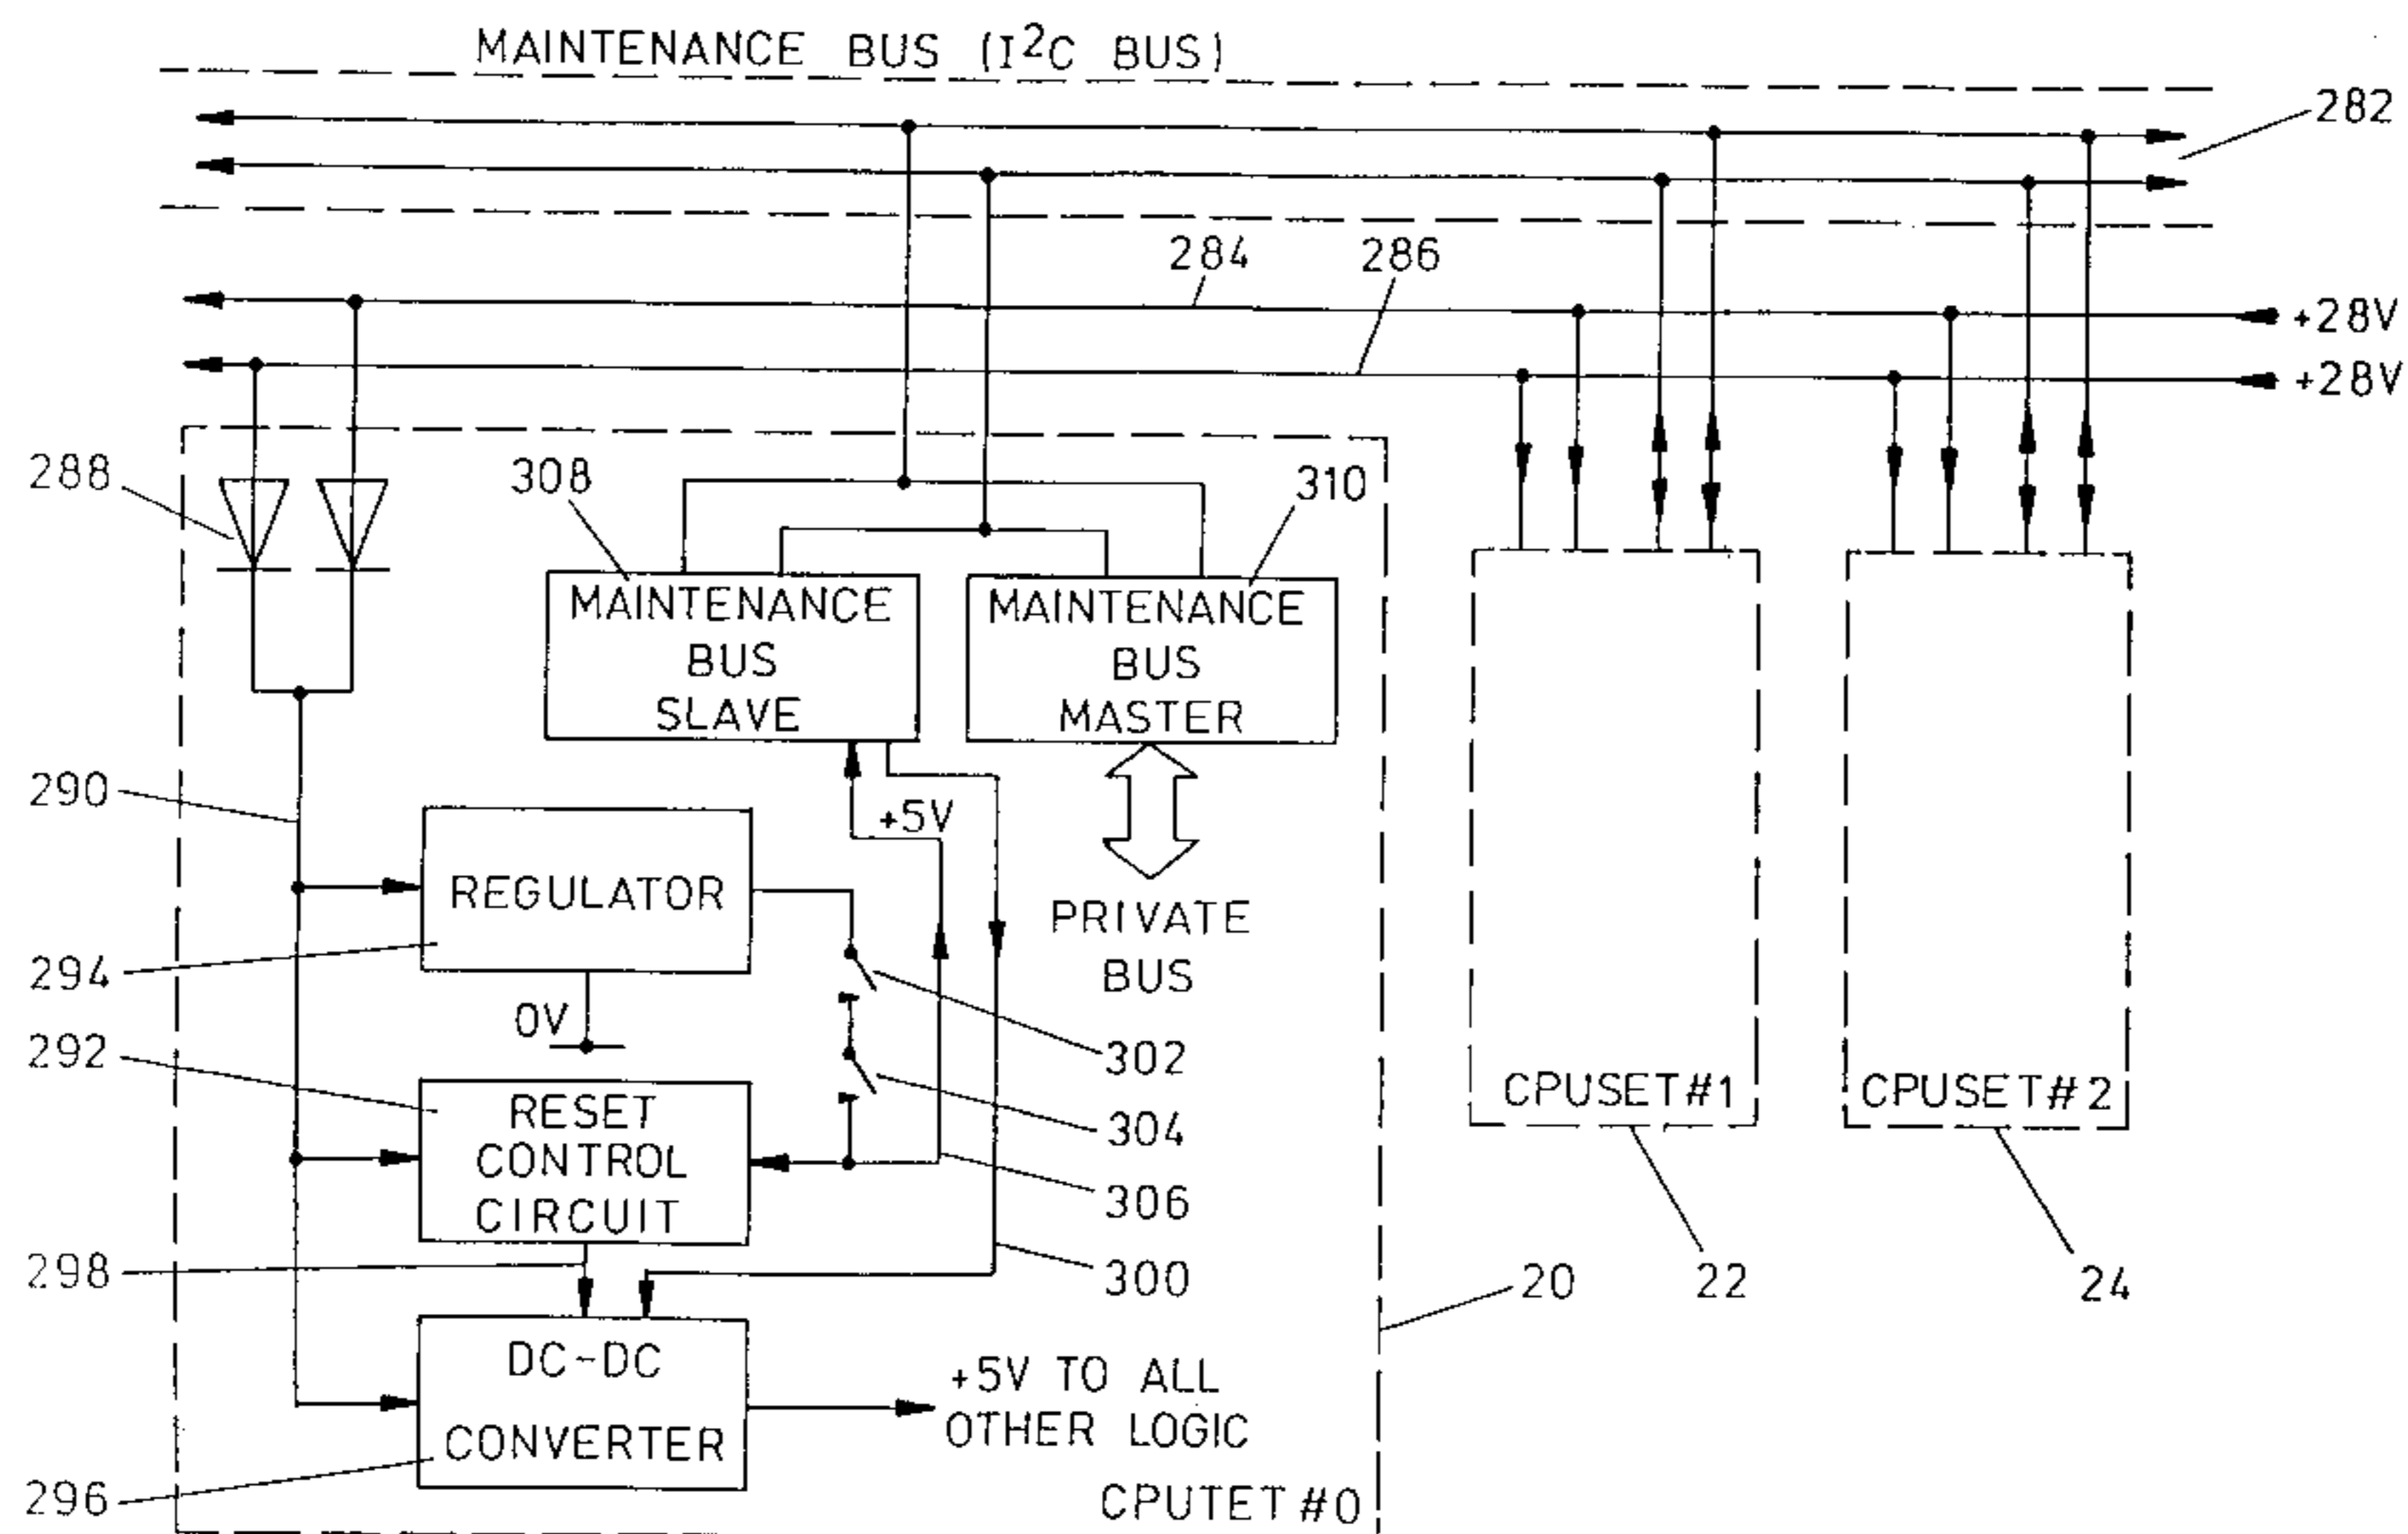 MAINTENANCE BUS (I²C BUS)
282
284
286
+28V
+28V
288
308
310
MAINTENANCE
BUS
SLAVE
MAINTENANCE
BUS
MASTER
290
+5V
REGULATOR
PRIVATE
BUS
294
0V
292
302
RESET
CONTROL
CIRCUIT
304
306
CPUSET#1
CPUSET#2
298
300
20
22
24
DC-DC
CONVERTER
+5V TO ALL
OTHER LOGIC
296
CPUTET #0